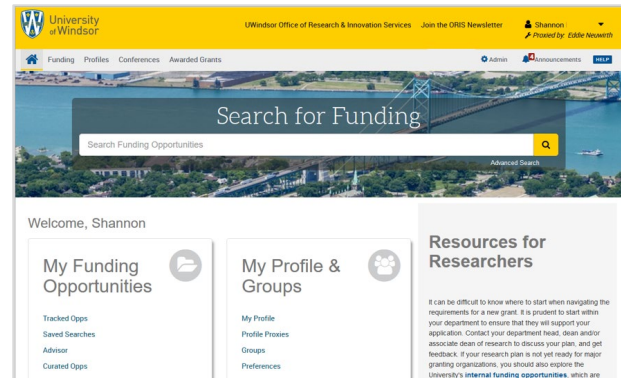 University
of Windsor
UWindsor Office of Research & Innovation Services Join the ORIS Newsletter
Shannon
Proxied by: Eddie Neuwirth
Funding Profiles Conferences Awarded Grants
Admin 4 Announcements HELP
Search for Funding
Search Funding Opportunities
Advanced Search
Welcome, Shannon
My Funding
Opportunities
Tracked Opps
Saved Searches
Advisor
Curated Opps
My Profile &
Groups
My Profile
Profile Proxies
Groups
Preferences
Resources for
Researchers
It can be difficult to know where to start when navigating the
requirements for a new grant. It is prudent to start within
your department to ensure that they will support your
application. Contact your department head, dean and/or
associate dean of research to discuss your plan, and get
feedback. If your research plan is not yet ready for major
granting organizations, you should also explore the
University's internal funding opportunities, which are